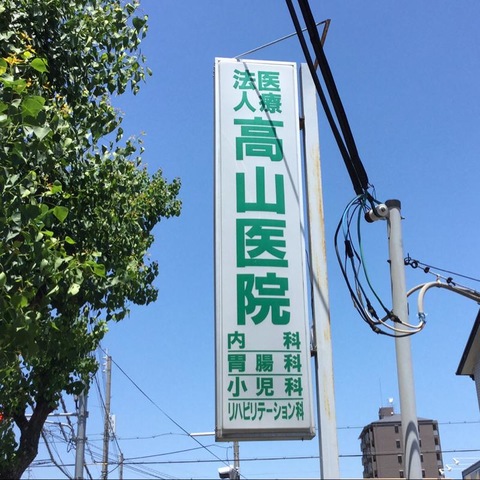 医療
法人
高山医院
内科
胃腸科
小児科
リハビリテーション科